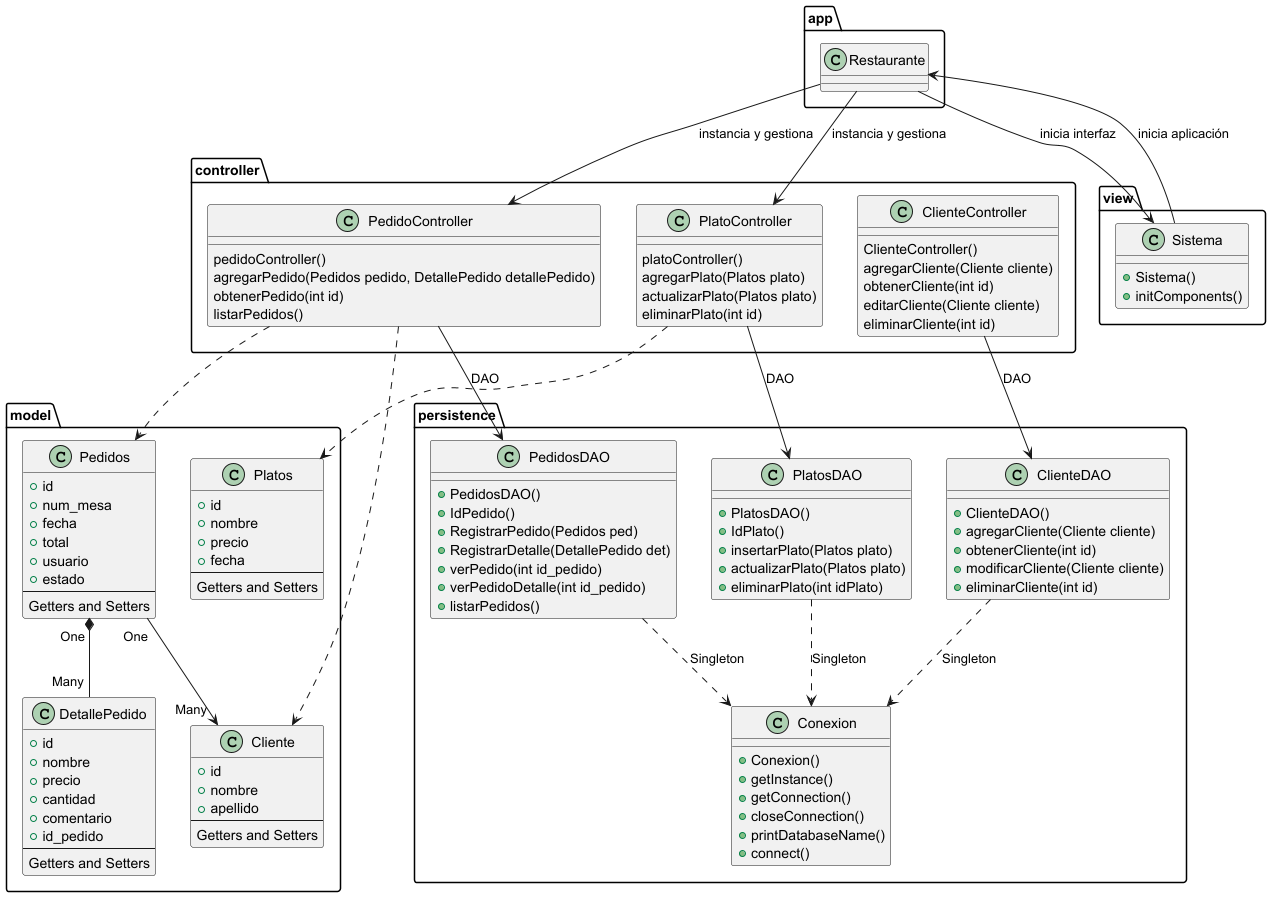 app
C Restaurante
instancia y gestiona
instancia y gestiona
inicia interfaz
inicia aplicación
controller
C PedidoController
pedidoController()
agregarPedido(Pedidos pedido, DetallePedido detallePedido)
obtenerPedido(int id)
listarPedidos()
C PlatoController
platoController()
agregarPlato(Platos plato)
actualizarPlato(Platos plato)
eliminarPlato(int id)
C ClienteController
ClienteController()
agregarCliente(Cliente cliente)
obtenerCliente(int id)
editarCliente(Cliente cliente)
eliminarCliente(int id)
view
C Sistema
Sistema()
initComponents()
DAO
DAO
DAO
model
C Pedidos
id
num_mesa
fecha
total
usuario
estado
Getters and Setters
C Platos
id
nombre
precio
fecha
Getters and Setters
One
One
Many
Many
C DetallePedido
id
nombre
precio
cantidad
comentario
id_pedido
Getters and Setters
C Cliente
id
nombre
apellido
Getters and Setters
persistence
C PedidosDAO
PedidosDAO()
IdPedido()
RegistrarPedido(Pedidos ped)
RegistrarDetalle(DetallePedido det)
verPedido(int id_pedido)
verPedidoDetalle(int id_pedido)
listarPedidos()
C PlatosDAO
PlatosDAO()
IdPlato()
insertarPlato(Platos plato)
actualizarPlato(Platos plato)
eliminarPlato(int idPlato)
C ClienteDAO
ClienteDAO()
agregarCliente(Cliente cliente)
obtenerCliente(int id)
modificarCliente(Cliente cliente)
eliminarCliente(int id)
Singleton
Singleton
Singleton
C Conexion
Conexion()
getInstance()
getConnection()
closeConnection()
printDatabaseName()
connect()